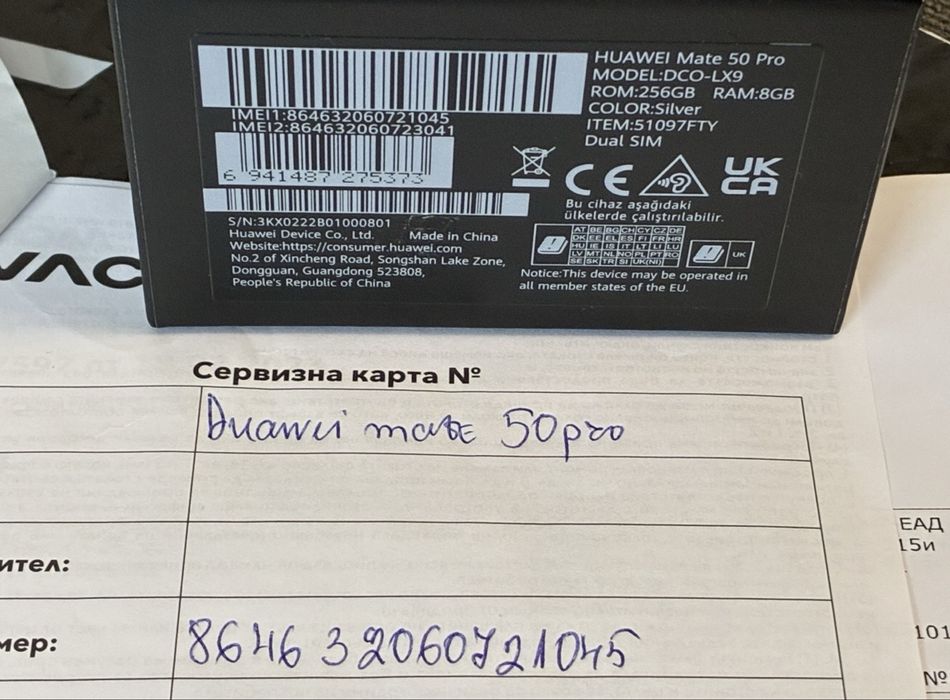 HUAWEI Mate 50 Pro
MODEL:DCO-LX9
ROM:256GB RAM:8GB
COLOR:Silver
ITEM:51097FTY
Dual SIM
IMEI1:864632060721045
IMEI2:864632060723041
6 941487 275373
S/N:3KX0222B01000801
Huawei Device Co., Ltd. Made in China
Website:https://consumer.huawei.com
No.2 of Xincheng Road, Songshan Lake Zone,
Dongguan, Guangdong 523808,
People's Republic of China
CE
UK
CA
Bu cihaz aşağıdaki
ülkelerde çalıştırılabilir.
AT BE BG CH CY CZ DE
DK EE EL ES FI FR HR
HU IE IS IT LT LI LU
LV MT NL NO PL PT RO
SE SK TR SI UK(NI)
UK
Notice:This device may be operated in
all member states of the EU.
VAC
Сервизна карта №
Huawei mate 50pro
ител:
мер:
864632060721045
ЕАД
15и
101
№